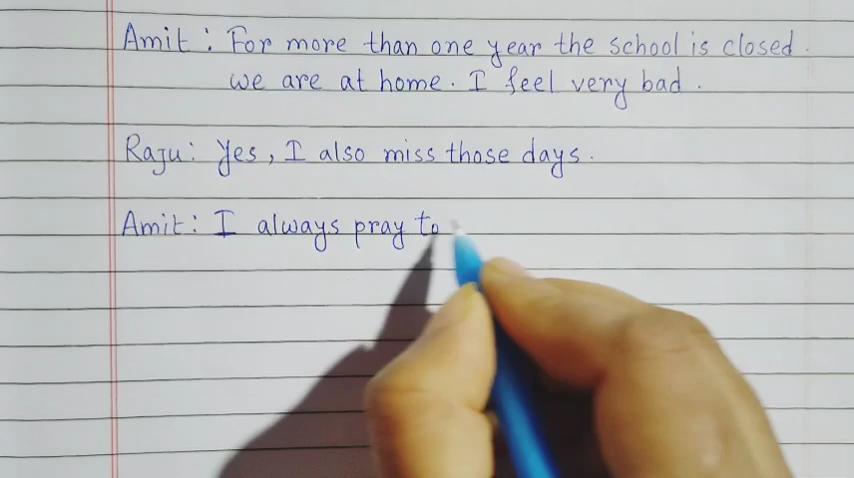 Amit: For more than one year the school is closed.
we are at home. I feel very bad.
Raju: Yes, I also miss those days.
Amit: I always pray to